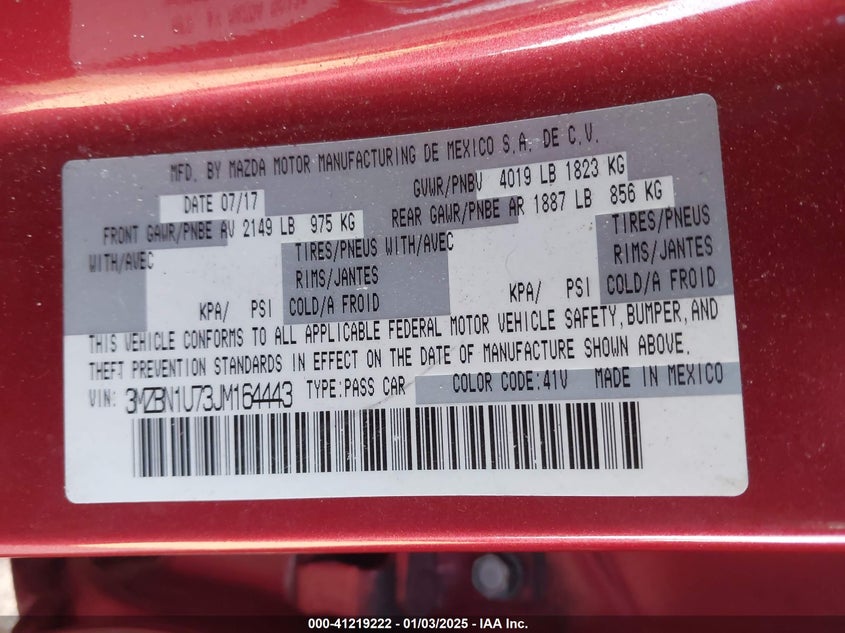 MFD. BY MAZDA MOTOR MANUFACTURING DE MEXICO S.A. DE C.V.
DATE 07/17 GVWR/PNBV 4019 LB 1823 KG
FRONT GAWR/PNBE AV 2149 LB 975 KG REAR GAWR/PNBE AR 1887 LB 856 KG
WITH/AVEC TIRES/PNEUS WITH/AVEC TIRES/PNEUS
RIMS/JANTES RIMS/JANTES
KPA/ PSI COLD/A FROID KPA/ PSI COLD/A FROID
THIS VEHICLE CONFORMS TO ALL APPLICABLE FEDERAL MOTOR VEHICLE SAFETY, BUMPER, AND
THEFT PREVENTION STANDARDS IN EFFECT ON THE DATE OF MANUFACTURE SHOWN ABOVE.
VIN: 3MZBN1U73JM164443 TYPE:PASS CAR COLOR CODE:41V MADE IN MEXICO
000-41219222 - 01/03/2025 - IAA Inc.